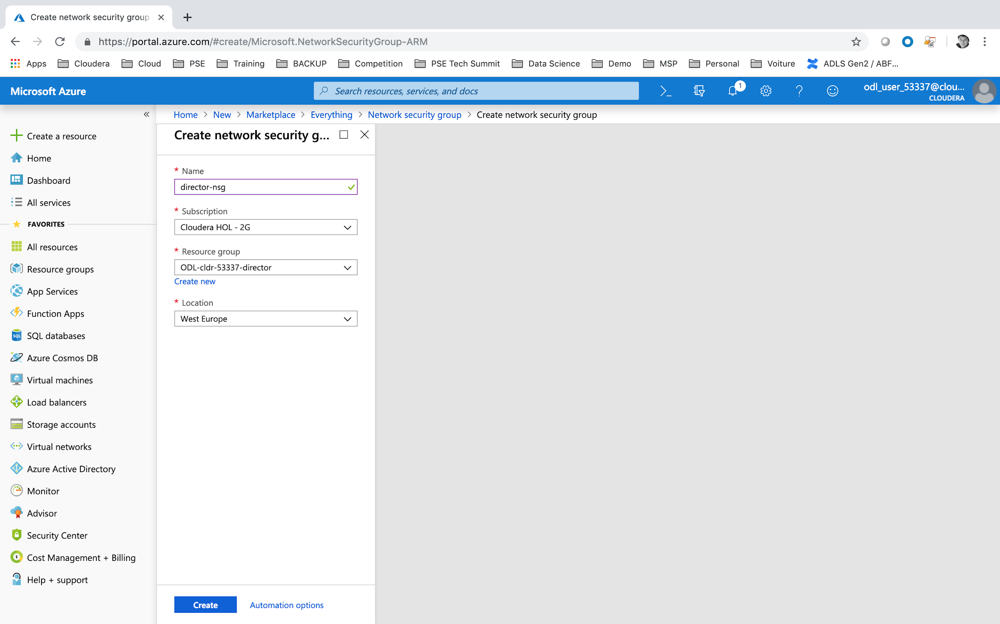 Create network security group
https://portal.azure.com/#create/Microsoft.NetworkSecurityGroup-ARM
Apps Cloudera Cloud PSE Training BACKUP Competition PSE Tech Summit Data Science Demo MSP Personal Voiture ADLS Gen2 / ABF...
Microsoft Azure
Search resources, services, and docs
1
odl_user_53337@clou...
CLOUDERA
Home > New > Marketplace > Everything > Network security group > Create network security group
Create a resource
Home
Dashboard
All services
FAVORITES
All resources
Resource groups
App Services
Function Apps
SQL
SQL databases
Azure Cosmos DB
Virtual machines
Load balancers
Storage accounts
Virtual networks
Azure Active Directory
Monitor
Advisor
Security Center
Cost Management + Billing
Help + support
Create network security g...
* Name
director-nsg
* Subscription
Cloudera HOL - 2G
* Resource group
ODL-cldr-53337-director
Create new
* Location
West Europe
Create
Automation options